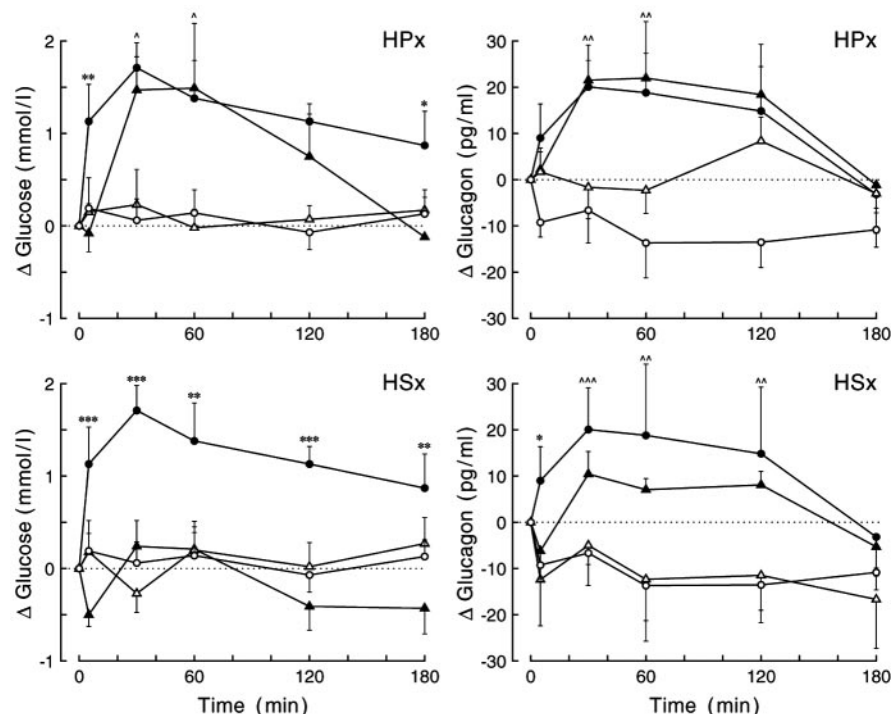 HPx
Δ Glucose (mmol/l)
2
1
0
-1
0 60 120 180
**
^
^
*
HPx
Δ Glucagon (pg/ml)
30
20
10
0
-10
-20
-30
0 60 120 180
^^
^^
HSx
Δ Glucose (mmol/l)
2
1
0
-1
0 60 120 180
Time (min)
***
***
**
***
**
HSx
Δ Glucagon (pg/ml)
30
20
10
0
-10
-20
-30
0 60 120 180
Time (min)
*
^^^
^^
^^